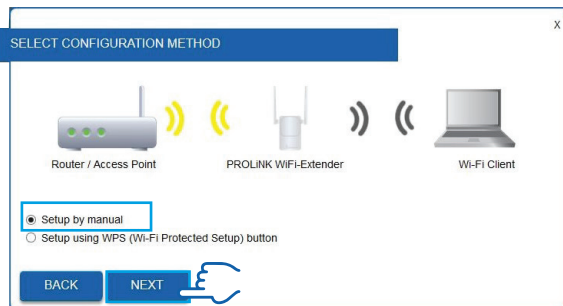 X
SELECT CONFIGURATION METHOD
Router / Access Point PROLiNK WiFi-Extender Wi-Fi Client
Setup by manual
Setup using WPS (Wi-Fi Protected Setup) button
BACK NEXT